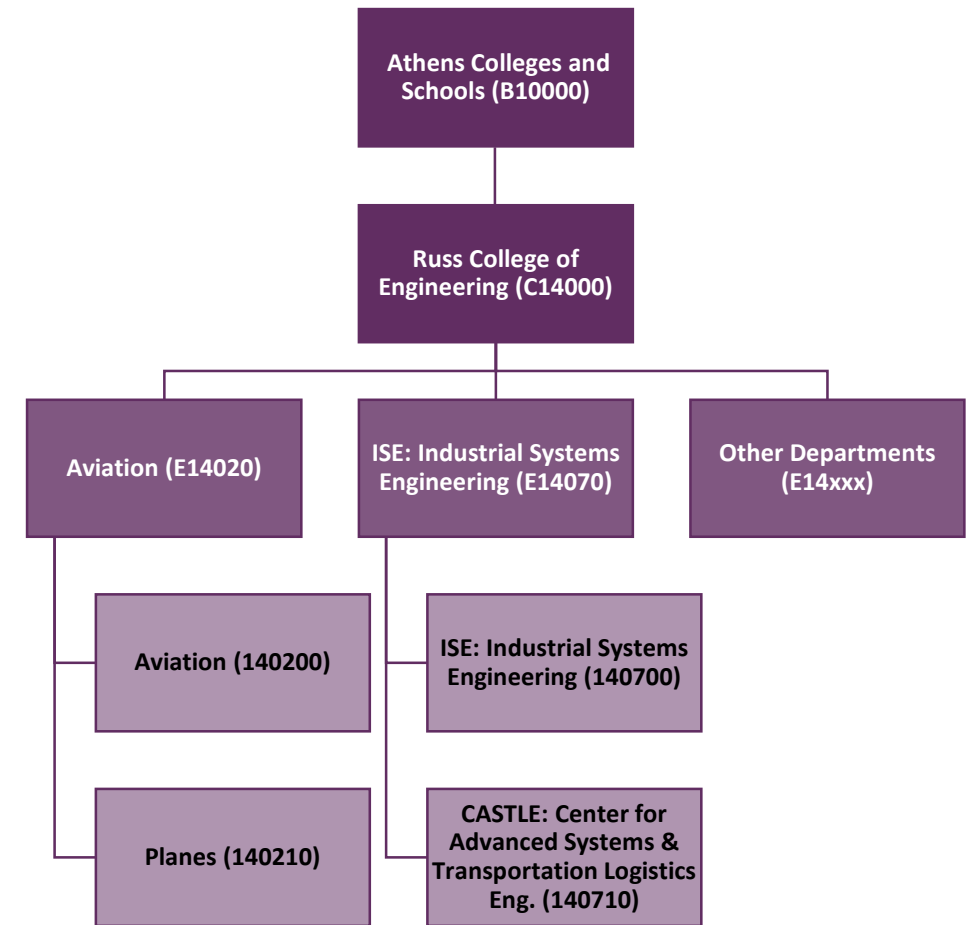 Athens Colleges and
Schools (B10000)
Russ College of
Engineering (C14000)
Aviation (E14020)
ISE: Industrial Systems
Engineering (E14070)
Other Departments
(E14xxx)
Aviation (140200)
ISE: Industrial Systems
Engineering (140700)
Planes (140210)
CASTLE: Center for
Advanced Systems &
Transportation Logistics
Eng. (140710)